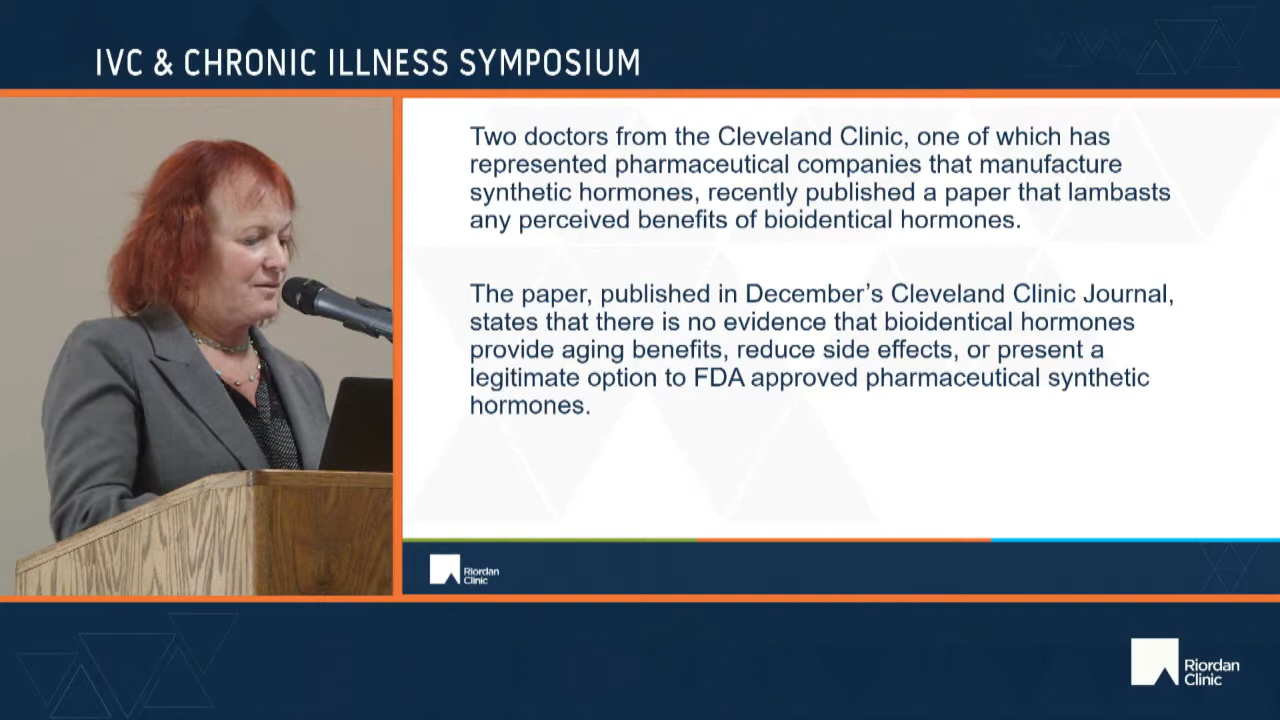 IVC & CHRONIC ILLNESS SYMPOSIUM
Two doctors from the Cleveland Clinic, one of which has
represented pharmaceutical companies that manufacture
synthetic hormones, recently published a paper that lambasts
any perceived benefits of bioidentical hormones.
The paper, published in December’s Cleveland Clinic Journal,
states that there is no evidence that bioidentical hormones
provide aging benefits, reduce side effects, or present a
legitimate option to FDA approved pharmaceutical synthetic
hormones.
Riordan
Clinic
Riordan
Clinic